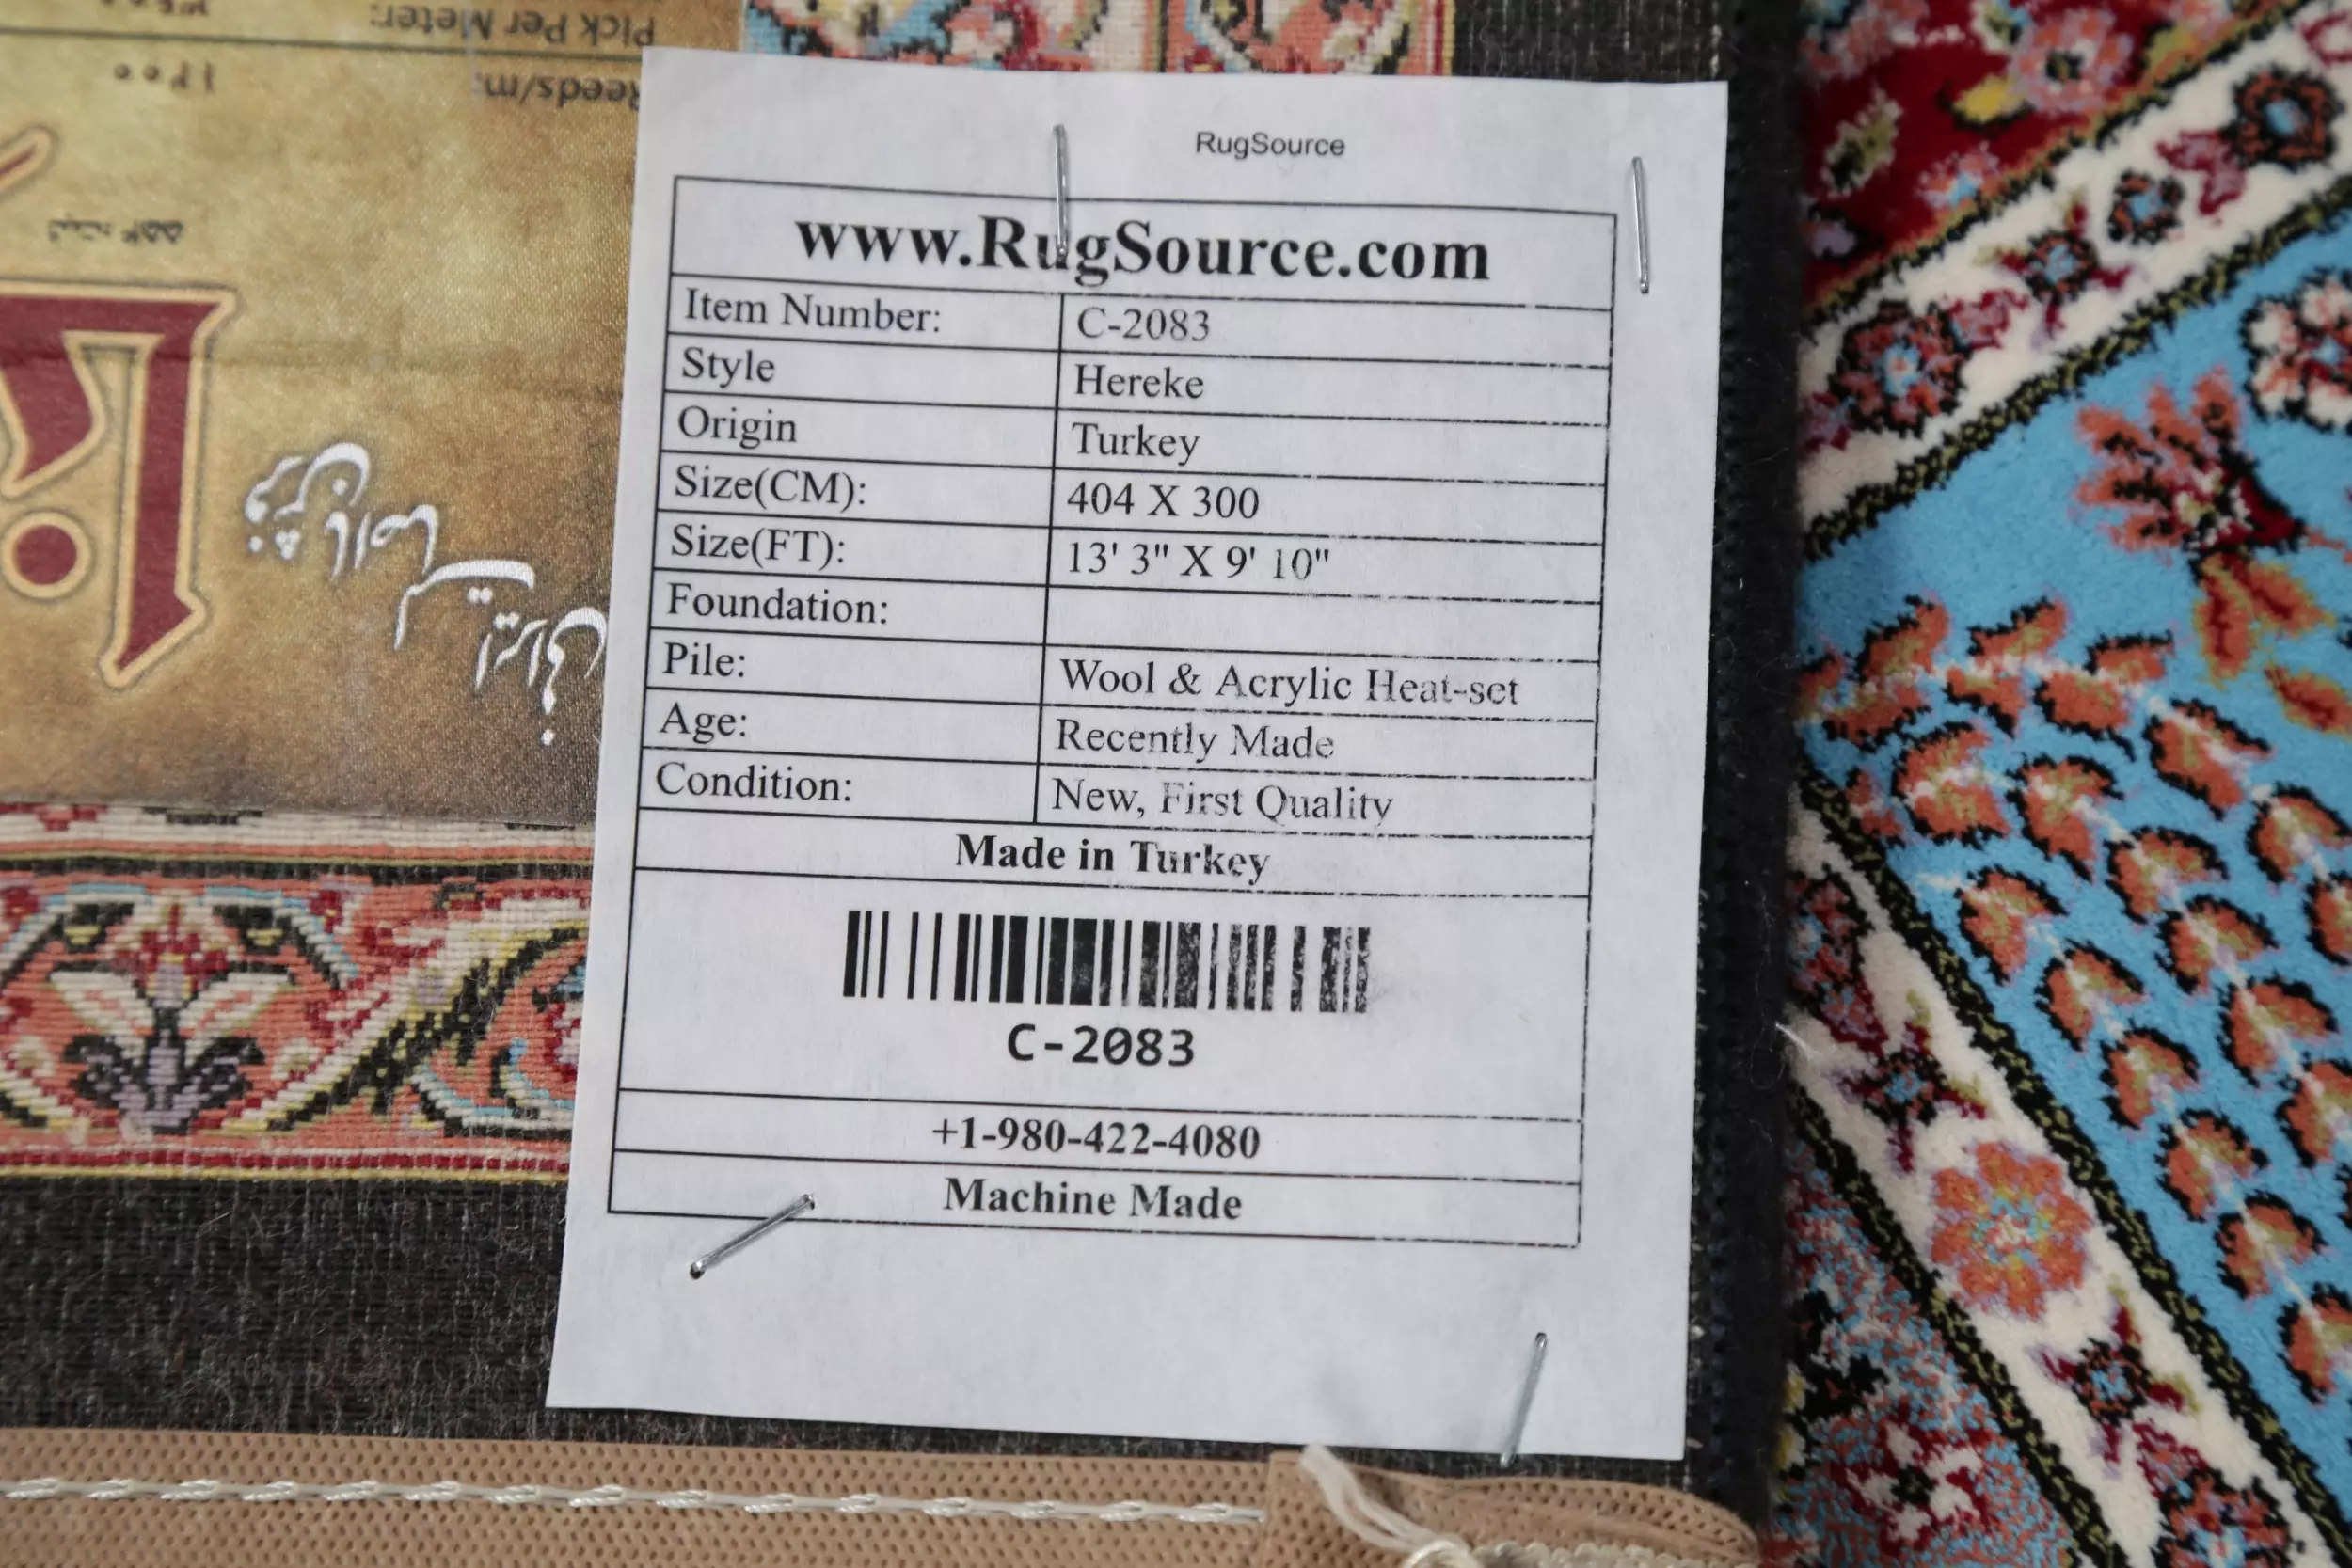 Pick Per Meter:
Reeds/m:
۱۲۰۰
RugSource
www.RugSource.com
Item Number: C-2083
Style Hereke
Origin Turkey
Size(CM): 404 X 300
Size(FT): 13' 3" X 9' 10"
Foundation:
Pile: Wool & Acrylic Heat-set
Age: Recently Made
Condition: New, First Quality
Made in Turkey
C-2083
+1-980-422-4080
Machine Made